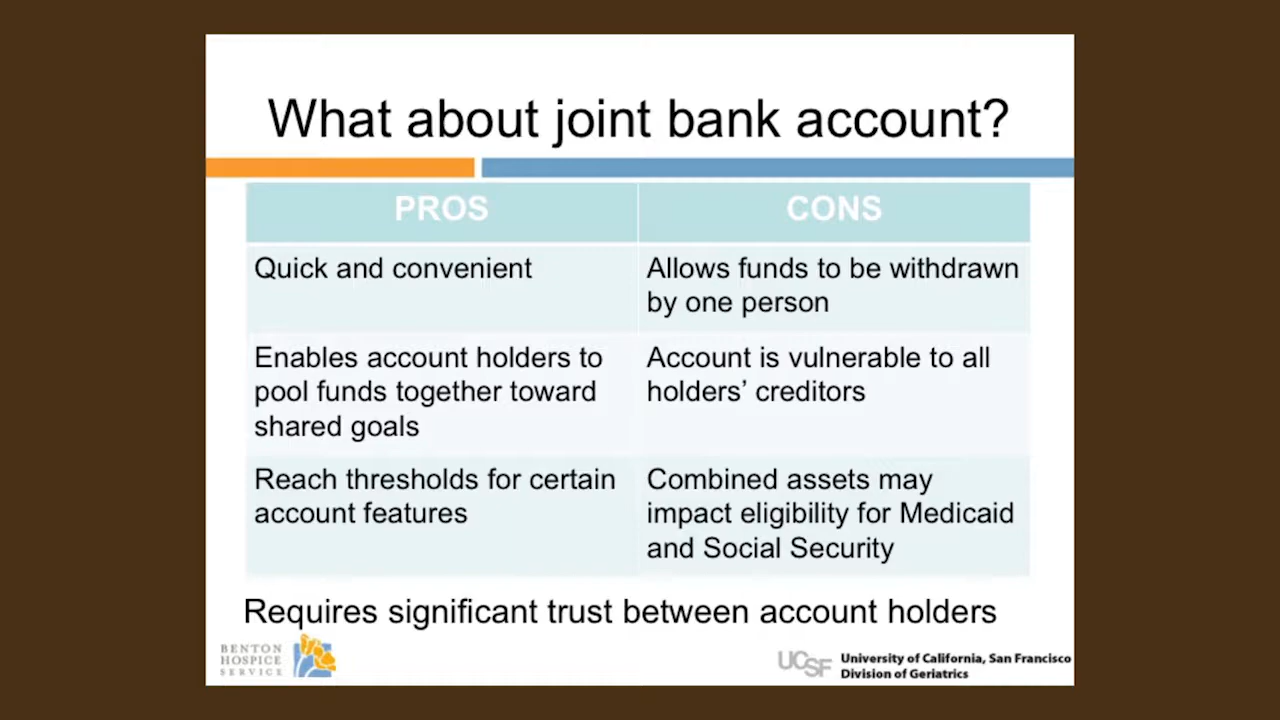 What about joint bank account?
PROS
CONS
Quick and convenient
Allows funds to be withdrawn
by one person
Enables account holders to
pool funds together toward
shared goals
Account is vulnerable to all
holders’ creditors
Reach thresholds for certain
account features
Combined assets may
impact eligibility for Medicaid
and Social Security
Requires significant trust between account holders
BENTON
HOSPICE
SERVICE
UCSF
University of California, San Francisco
Division of Geriatrics